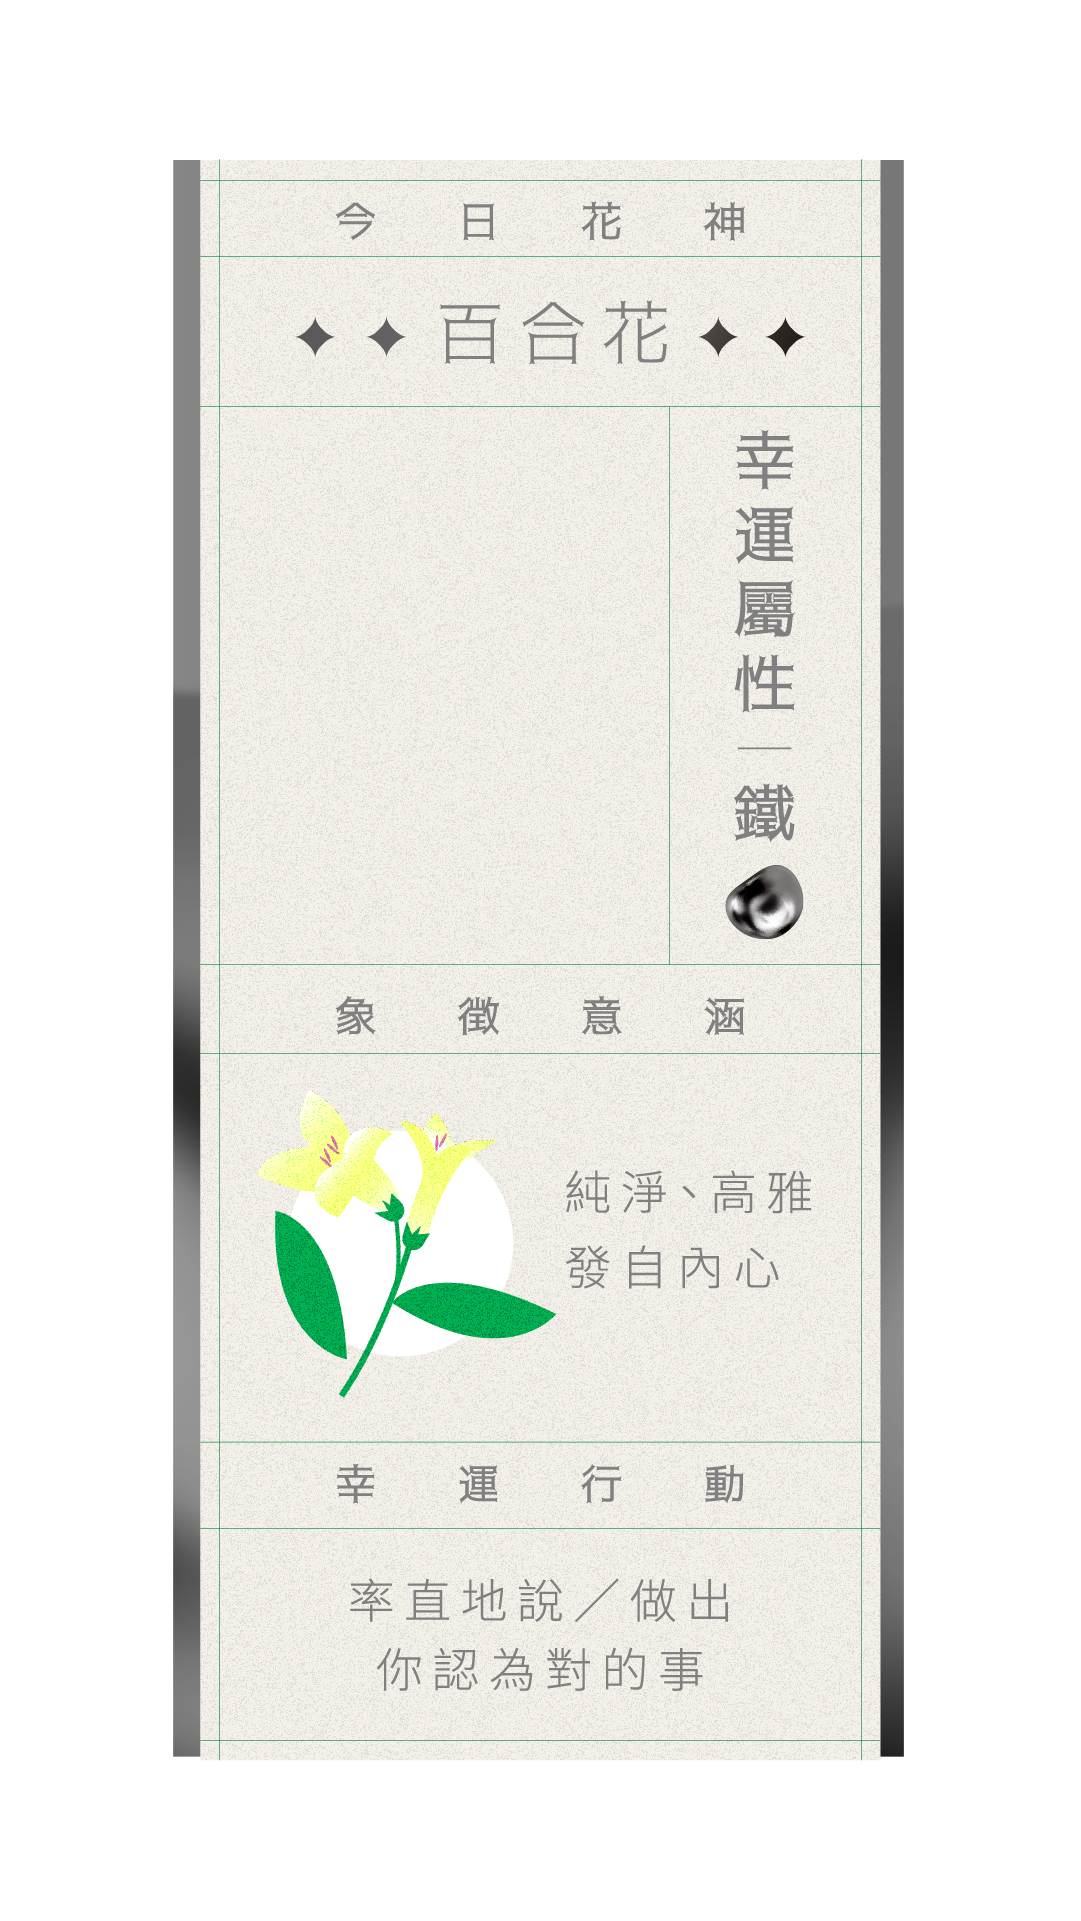 今日花神
百合花
幸運屬性｜鐵
象徵意涵
純淨、高雅
發自內心
幸運行動
率直地說／做出
你認為對的事